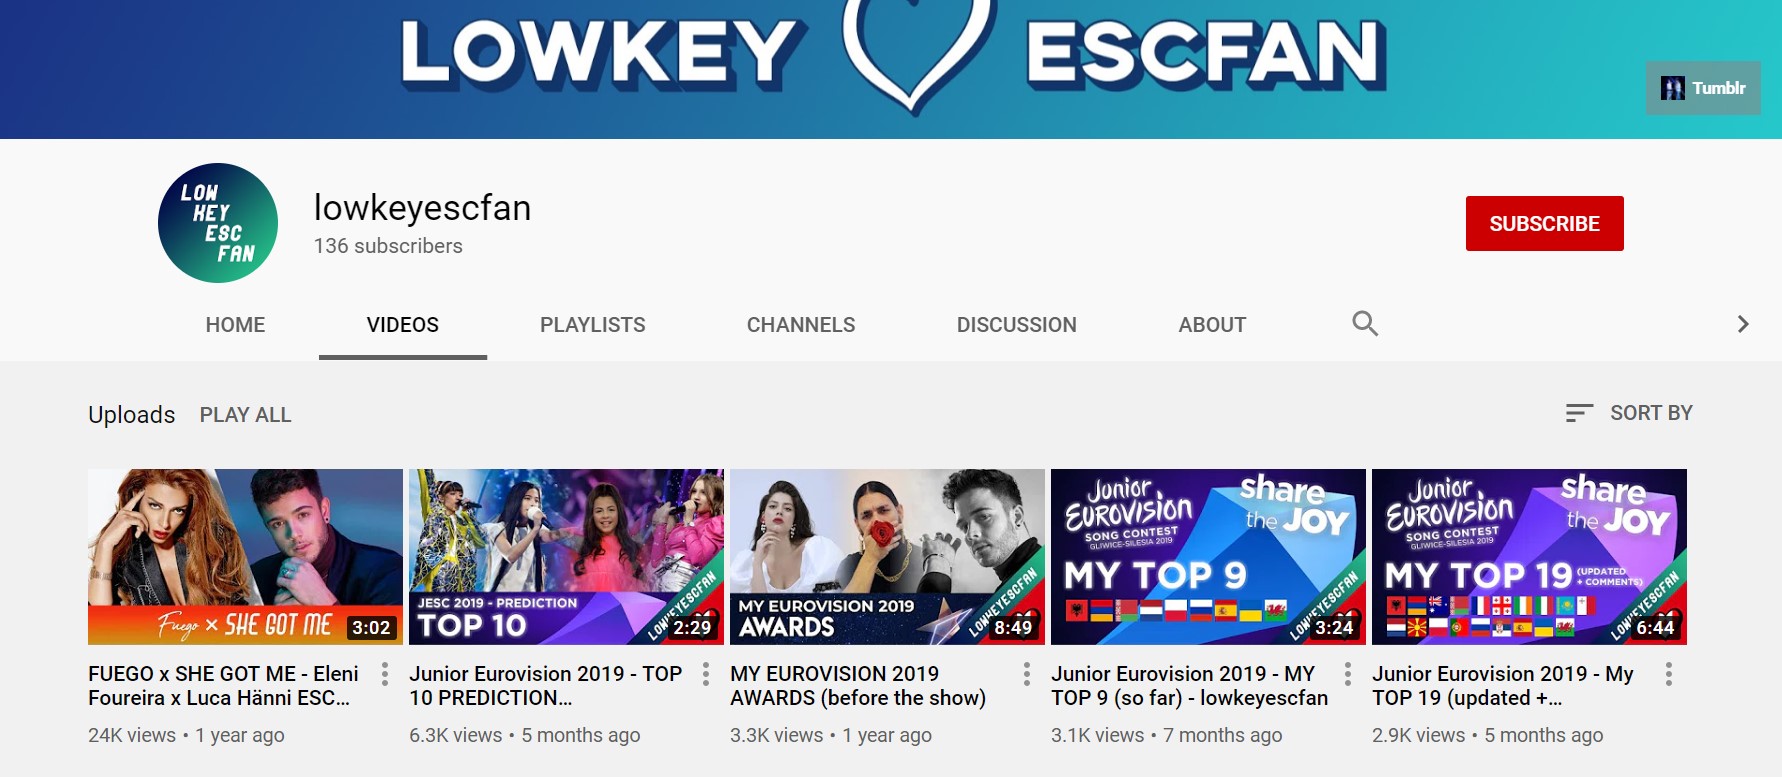 LOWKEY ESCFAN
Tumblr
LOW
KEY
ESC
FAN
lowkeyescfan
136 subscribers
SUBSCRIBE
HOME VIDEOS PLAYLISTS CHANNELS DISCUSSION ABOUT
Uploads PLAY ALL
SORT BY
Fuego × SHE GOT ME
3:02
FUEGO x SHE GOT ME - Eleni
Foureira x Luca Hänni ESC...
24K views • 1 year ago
JESC 2019 - PREDICTION
TOP 10
LOWKEYESCFAN
2:29
Junior Eurovision 2019 - TOP
10 PREDICTION...
6.3K views • 5 months ago
MY EUROVISION 2019
AWARDS
LOWKEYESCFAN
8:49
MY EUROVISION 2019
AWARDS (before the show)
3.3K views • 1 year ago
Junior
EUROVISION
SONG CONTEST
GLIWICE-SILESIA 2019
share
the JOY
MY TOP 9
LOWKEYESCFAN
3:24
Junior Eurovision 2019 - MY
TOP 9 (so far) - lowkeyescfan
3.1K views • 7 months ago
Junior
EUROVISION
SONG CONTEST
GLIWICE-SILESIA 2019
share
the JOY
MY TOP 19 (UPDATED
+ COMMENTS)
LOWKEYESCFAN
6:44
Junior Eurovision 2019 - My
TOP 19 (updated +...
2.9K views • 5 months ago